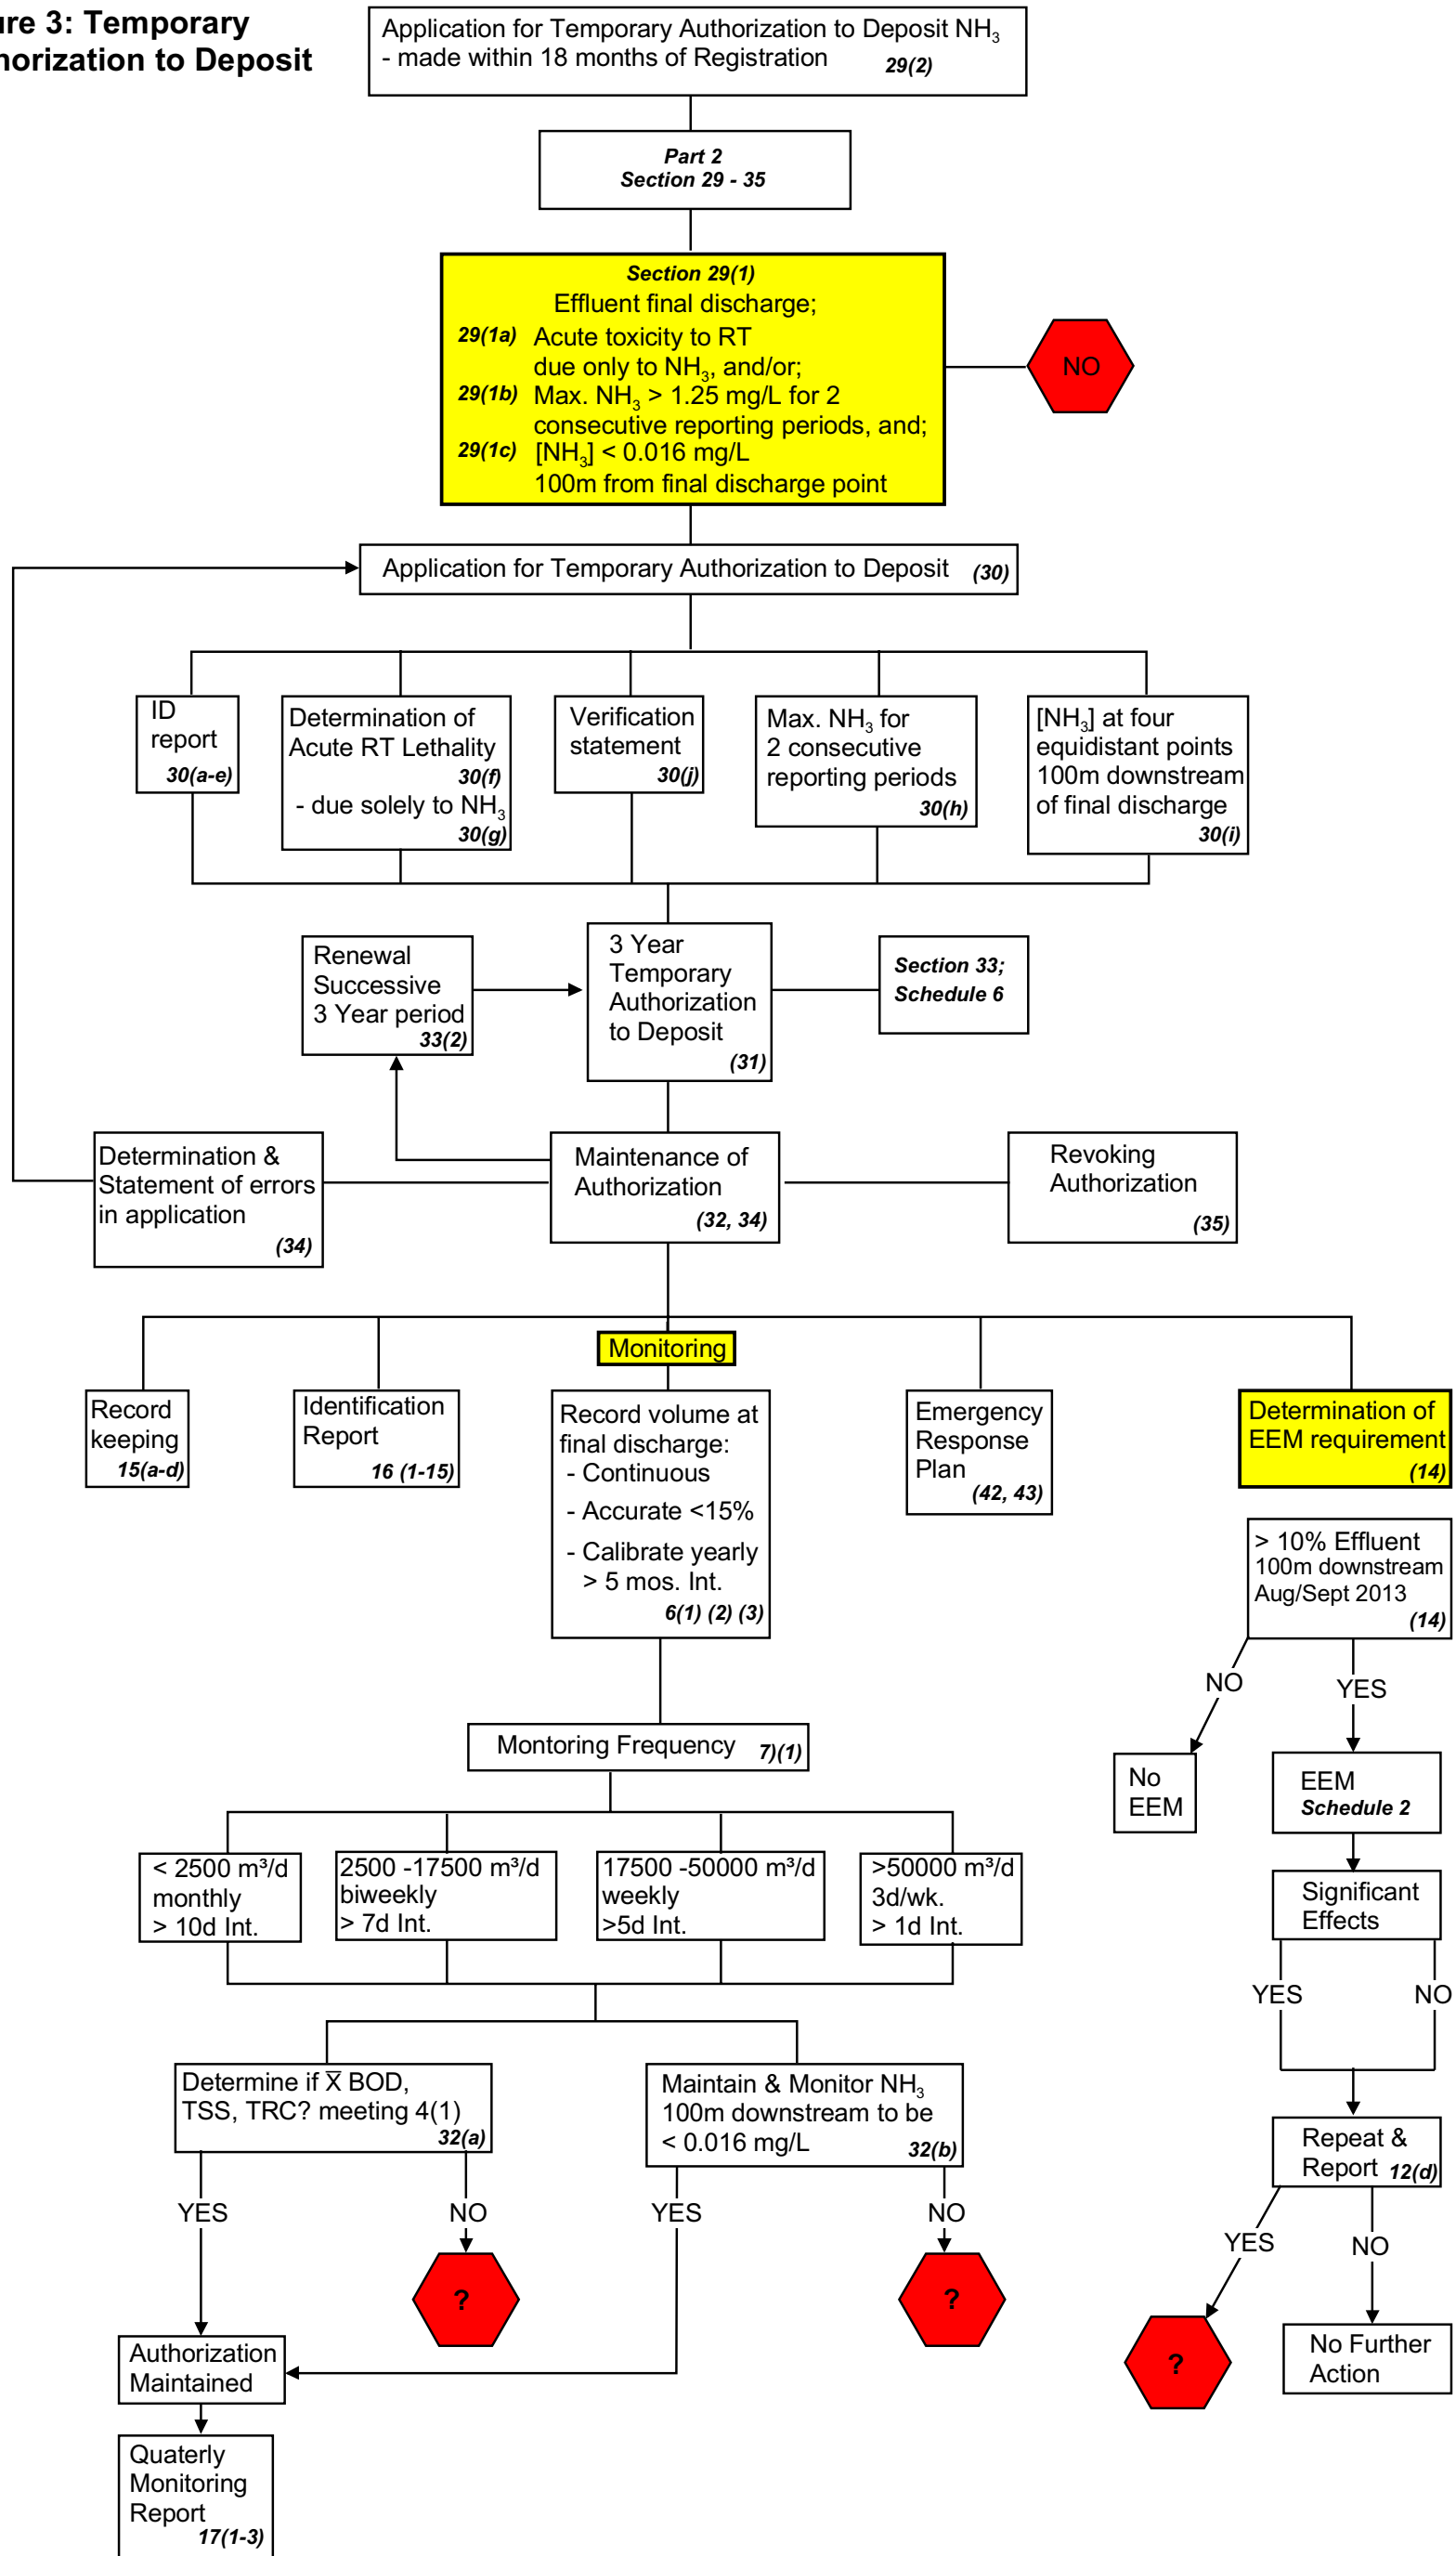 ure 3: Temporary
horization to Deposit
Application for Temporary Authorization to Deposit NH₃
- made within 18 months of Registration 29(2)
Part 2
Section 29 - 35
Section 29(1)
Effluent final discharge;
29(1a) Acute toxicity to RT
due only to NH₃, and/or;
29(1b) Max. NH₃ > 1.25 mg/L for 2
consecutive reporting periods, and;
29(1c) [NH₃] < 0.016 mg/L
100m from final discharge point
NO
Application for Temporary Authorization to Deposit (30)
ID
report
30(a-e)
Determination of
Acute RT Lethality
30(f)
- due solely to NH₃
30(g)
Verification
statement
30(j)
Max. NH₃ for
2 consecutive
reporting periods
30(h)
[NH₃] at four
equidistant points
100m downstream
of final discharge
30(i)
Renewal
Successive
3 Year period
33(2)
3 Year
Temporary
Authorization
to Deposit
(31)
Section 33;
Schedule 6
Determination &
Statement of errors
in application
(34)
Maintenance of
Authorization
(32, 34)
Revoking
Authorization
(35)
Monitoring
Record
keeping
15(a-d)
Identification
Report
16 (1-15)
Record volume at
final discharge:
- Continuous
- Accurate <15%
- Calibrate yearly
> 5 mos. Int.
6(1) (2) (3)
Emergency
Response
Plan
(42, 43)
Determination of
EEM requirement
(14)
> 10% Effluent
100m downstream
Aug/Sept 2013
(14)
NO
YES
No
EEM
EEM
Schedule 2
Significant
Effects
YES
NO
Repeat &
Report 12(d)
YES
NO
?
No Further
Action
Montoring Frequency 7)(1)
< 2500 m³/d
monthly
> 10d Int.
2500 -17500 m³/d
biweekly
> 7d Int.
17500 -50000 m³/d
weekly
>5d Int.
>50000 m³/d
3d/wk.
> 1d Int.
Determine if X̅ BOD,
TSS, TRC? meeting 4(1)
32(a)
Maintain & Monitor NH₃
100m downstream to be
< 0.016 mg/L 32(b)
YES
NO
YES
NO
?
?
Authorization
Maintained
Quaterly
Monitoring
Report
17(1-3)